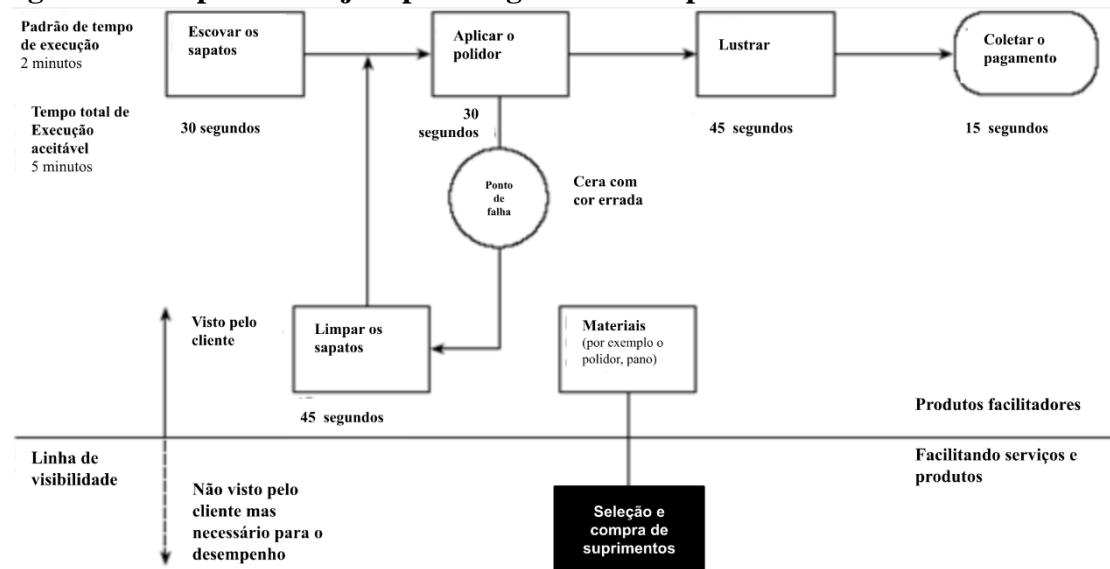 Padrão de tempo
de execução
2 minutos
Escovar os
sapatos
Aplicar o
polidor
Lustrar
Coletar o
pagamento
Tempo total de
Execução
aceitável
5 minutos
30 segundos
30
segundos
45 segundos
15 segundos
Ponto
de
falha
Cera com
cor errada
Visto pelo
cliente
Limpar os
sapatos
Materiais
(por exemplo o
polidor, pano)
45 segundos
Produtos facilitadores
Linha de
visibilidade
Facilitando serviços e
produtos
Não visto pelo
cliente mas
necessário para o
desempenho
Seleção e
compra de
suprimentos